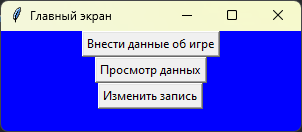 Главный экран
Внести данные об игре
Просмотр данных
Изменить запись